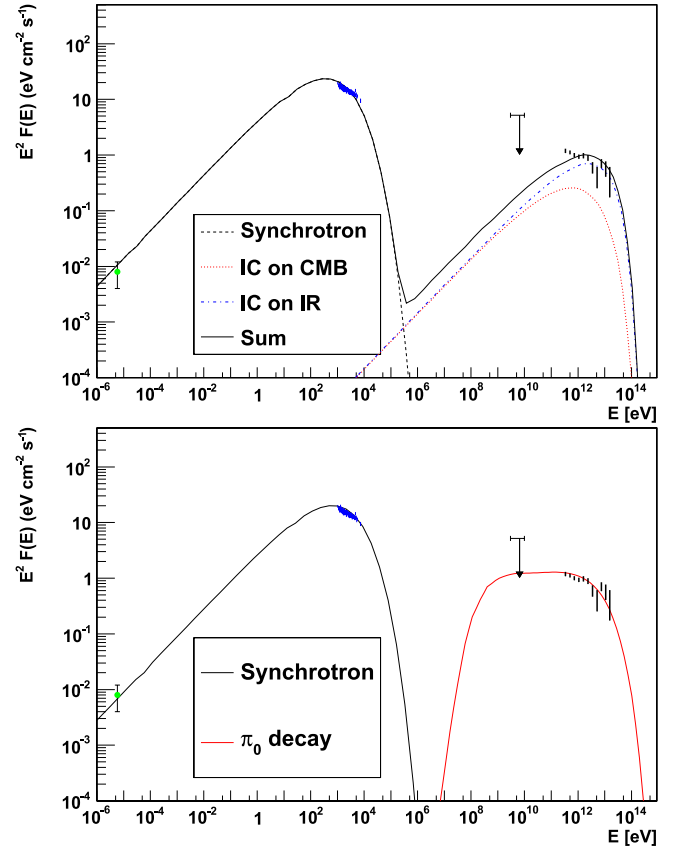 E² F(E) (eV cm⁻² s⁻¹)
10²
10
1
10⁻¹
10⁻²
10⁻³
10⁻⁴
Synchrotron
IC on CMB
IC on IR
Sum
10⁻⁶ 10⁻⁴ 10⁻² 1 10² 10⁴ 10⁶ 10⁸ 10¹⁰ 10¹² 10¹⁴
E [eV]
E² F(E) (eV cm⁻² s⁻¹)
10²
10
1
10⁻¹
10⁻²
10⁻³
10⁻⁴
Synchrotron
π₀ decay
10⁻⁶ 10⁻⁴ 10⁻² 1 10² 10⁴ 10⁶ 10⁸ 10¹⁰ 10¹² 10¹⁴
E [eV]